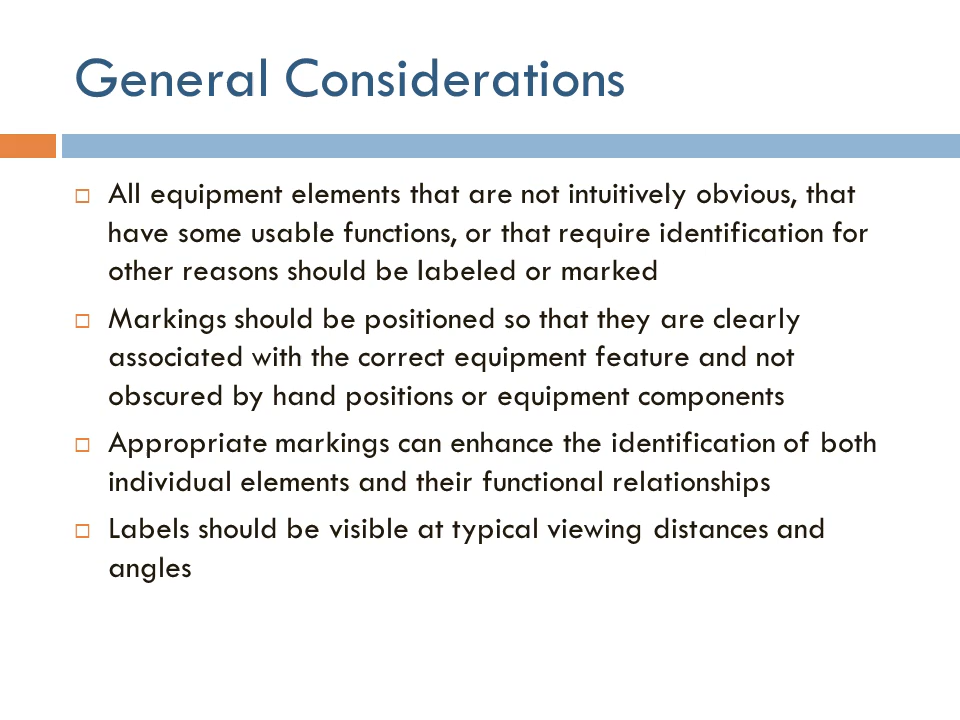 General Considerations
All equipment elements that are not intuitively obvious, that
have some usable functions, or that require identification for
other reasons should be labeled or marked
Markings should be positioned so that they are clearly
associated with the correct equipment feature and not
obscured by hand positions or equipment components
Appropriate markings can enhance the identification of both
individual elements and their functional relationships
Labels should be visible at typical viewing distances and
angles